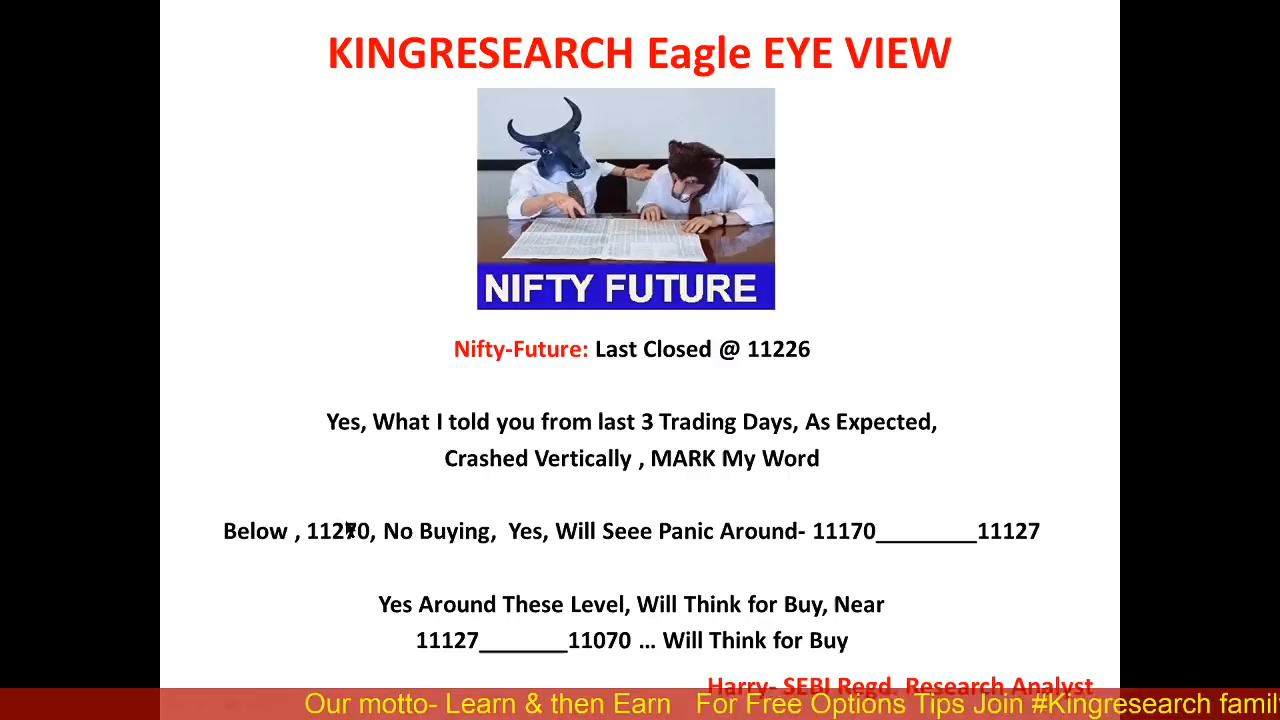 KINGRESEARCH Eagle EYE VIEW
NIFTY FUTURE
Nifty-Future: Last Closed @ 11226
Yes, What I told you from last 3 Trading Days, As Expected,
Crashed Vertically , MARK My Word
Below , 11270, No Buying, Yes, Will Seee Panic Around- 11170________11127
Yes Around These Level, Will Think for Buy, Near
11127_______11070 ... Will Think for Buy
Harry- SEBI Regd. Research Analyst
Our motto- Learn & then Earn For Free Options Tips Join #Kingresearch famil